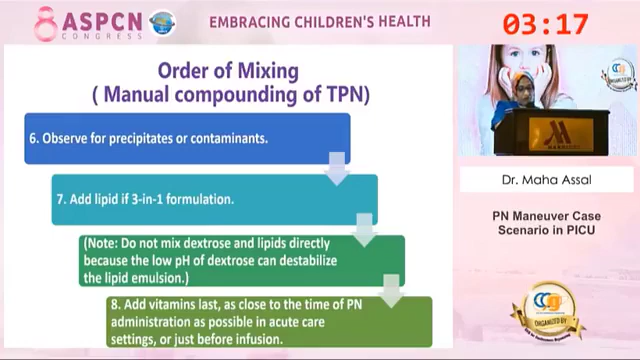 8 ASPCN
CONGRESS
EMBRACING CHILDREN'S HEALTH
03:17
Order of Mixing
( Manual compounding of TPN)
6. Observe for precipitates or contaminants.
7. Add lipid if 3-in-1 formulation.
(Note: Do not mix dextrose and lipids directly
because the low pH of dextrose can destabilize
the lipid emulsion.)
8. Add vitamins last, as close to the time of PN
administration as possible in acute care
settings, or just before infusion.
Dr. Maha Assal
PN Maneuver Case
Scenario in PICU
ORGANIZED BY